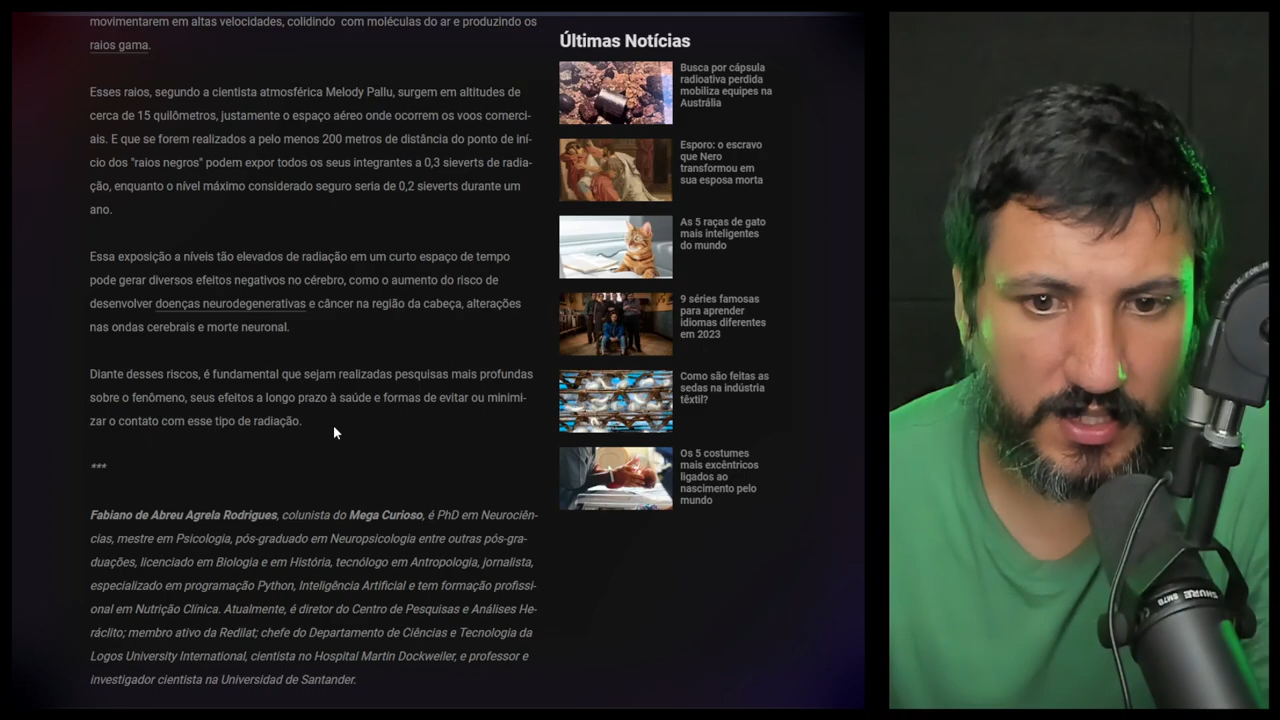 movimentarem em altas velocidades, colidindo com moléculas do ar e produzindo os
raios gama.
Esses raios, segundo a cientista atmosférica Melody Pallu, surgem em altitudes de
cerca de 15 quilômetros, justamente o espaço aéreo onde ocorrem os voos comerci-
ais. E que se forem realizados a pelo menos 200 metros de distância do ponto de iní-
cio dos "raios negros" podem expor todos os seus integrantes a 0,3 sieverts de radia-
ção, enquanto o nível máximo considerado seguro seria de 0,2 sieverts durante um
ano.
Essa exposição a níveis tão elevados de radiação em um curto espaço de tempo
pode gerar diversos efeitos negativos no cérebro, como o aumento do risco de
desenvolver doenças neurodegenerativas e câncer na região da cabeça, alterações
nas ondas cerebrais e morte neuronal.
Diante desses riscos, é fundamental que sejam realizadas pesquisas mais profundas
sobre o fenômeno, seus efeitos a longo prazo à saúde e formas de evitar ou minimi-
zar o contato com esse tipo de radiação.
***
Fabiano de Abreu Agrela Rodrigues, colunista do Mega Curioso, é PhD em Neurociên-
cias, mestre em Psicologia, pós-graduado em Neuropsicologia entre outras pós-gra-
duações, licenciado em Biologia e em História, tecnólogo em Antropologia, jornalista,
especializado em programação Python, Inteligência Artificial e tem formação profissi-
onal em Nutrição Clínica. Atualmente, é diretor do Centro de Pesquisas e Análises He-
ráclito; membro ativo da Redilat; chefe do Departamento de Ciências e Tecnologia da
Logos University International, cientista no Hospital Martin Dockweiler, e professor e
investigador cientista na Universidad de Santander.
Últimas Notícias
Busca por cápsula
radioativa perdida
mobiliza equipes na
Austrália
Esporo: o escravo
que Nero
transformou em
sua esposa morta
As 5 raças de gato
mais inteligentes
do mundo
9 séries famosas
para aprender
idiomas diferentes
em 2023
Como são feitas as
sedas na indústria
têxtil?
Os 5 costumes
mais excêntricos
ligados ao
nascimento pelo
mundo
SHURE SM7B